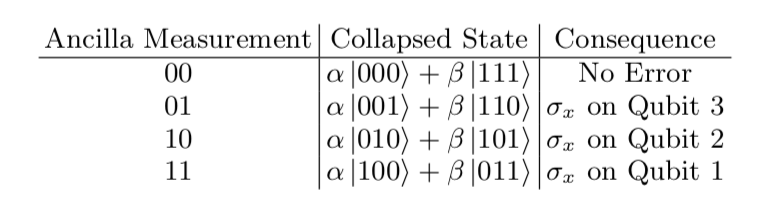 Ancilla Measurement Collapsed State Consequence
00 α|000⟩ + β|111⟩ No Error
01 α|001⟩ + β|110⟩ σₓ on Qubit 3
10 α|010⟩ + β|101⟩ σₓ on Qubit 2
11 α|100⟩ + β|011⟩ σₓ on Qubit 1